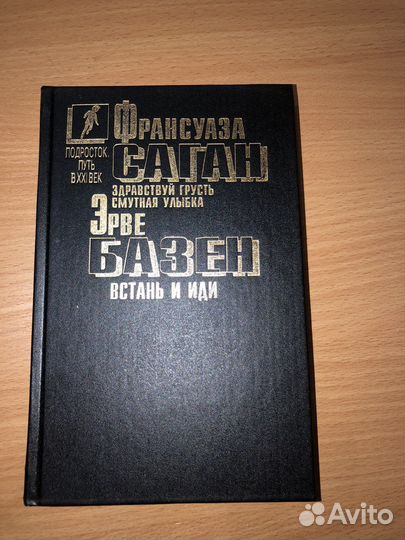 Франсуаза
САГАН
ЗДРАВСТВУЙ ГРУСТЬ
СМУТНАЯ УЛЫБКА
ПОДРОСТОК.
ПУТЬ
В XXI ВЕК
Эрве
БАЗЕН
ВСТАНЬ И ИДИ
Avito